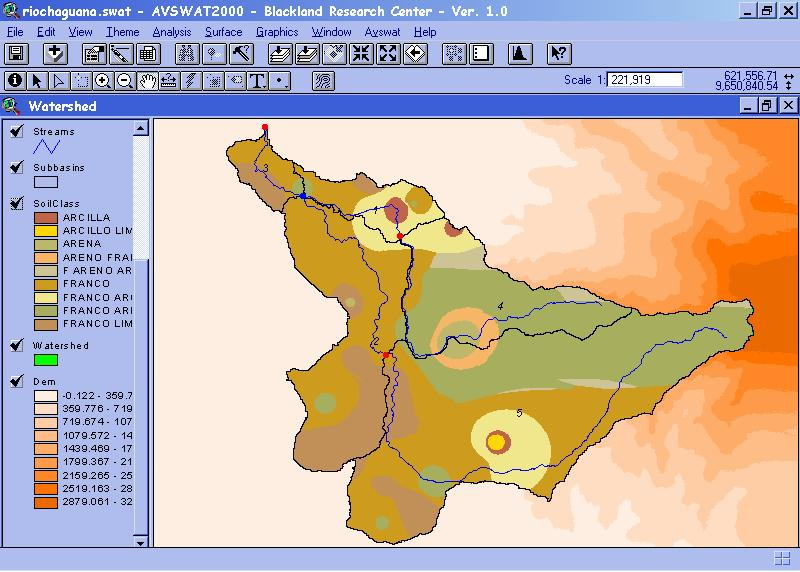 riochaguana.swat - AVSWAT2000 - Blackland Research Center - Ver. 1.0
File Edit View Theme Analysis Surface Graphics Window Avswat Help
Scale 1: 221,919 621,556.71
9,650,840.54
Watershed
Streams
Subbasins
SoilClass
ARCILLA
ARCILLO LIM
ARENA
ARENO FRA
F ARENO AR
FRANCO
FRANCO AR
FRANCO AR
FRANCO LIM
Watershed
Dem
-0.122 - 359.7
359.776 - 719
719.674 - 107
1079.572 - 14
1439.469 - 17
1799.367 - 21
2159.265 - 25
2519.163 - 28
2879.061 - 32
3
1
4
2
5